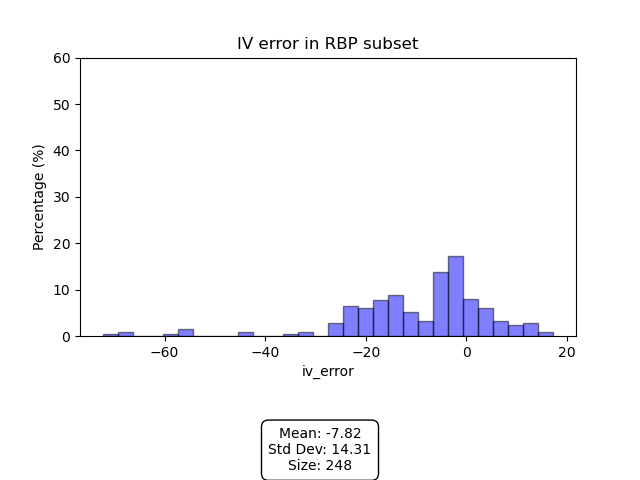 IV error in RBP subset
60
50
40
30
20
10
0
Percentage (%)
−60
−40
−20
0
20
iv_error
Mean: -7.82
Std Dev: 14.31
Size: 248